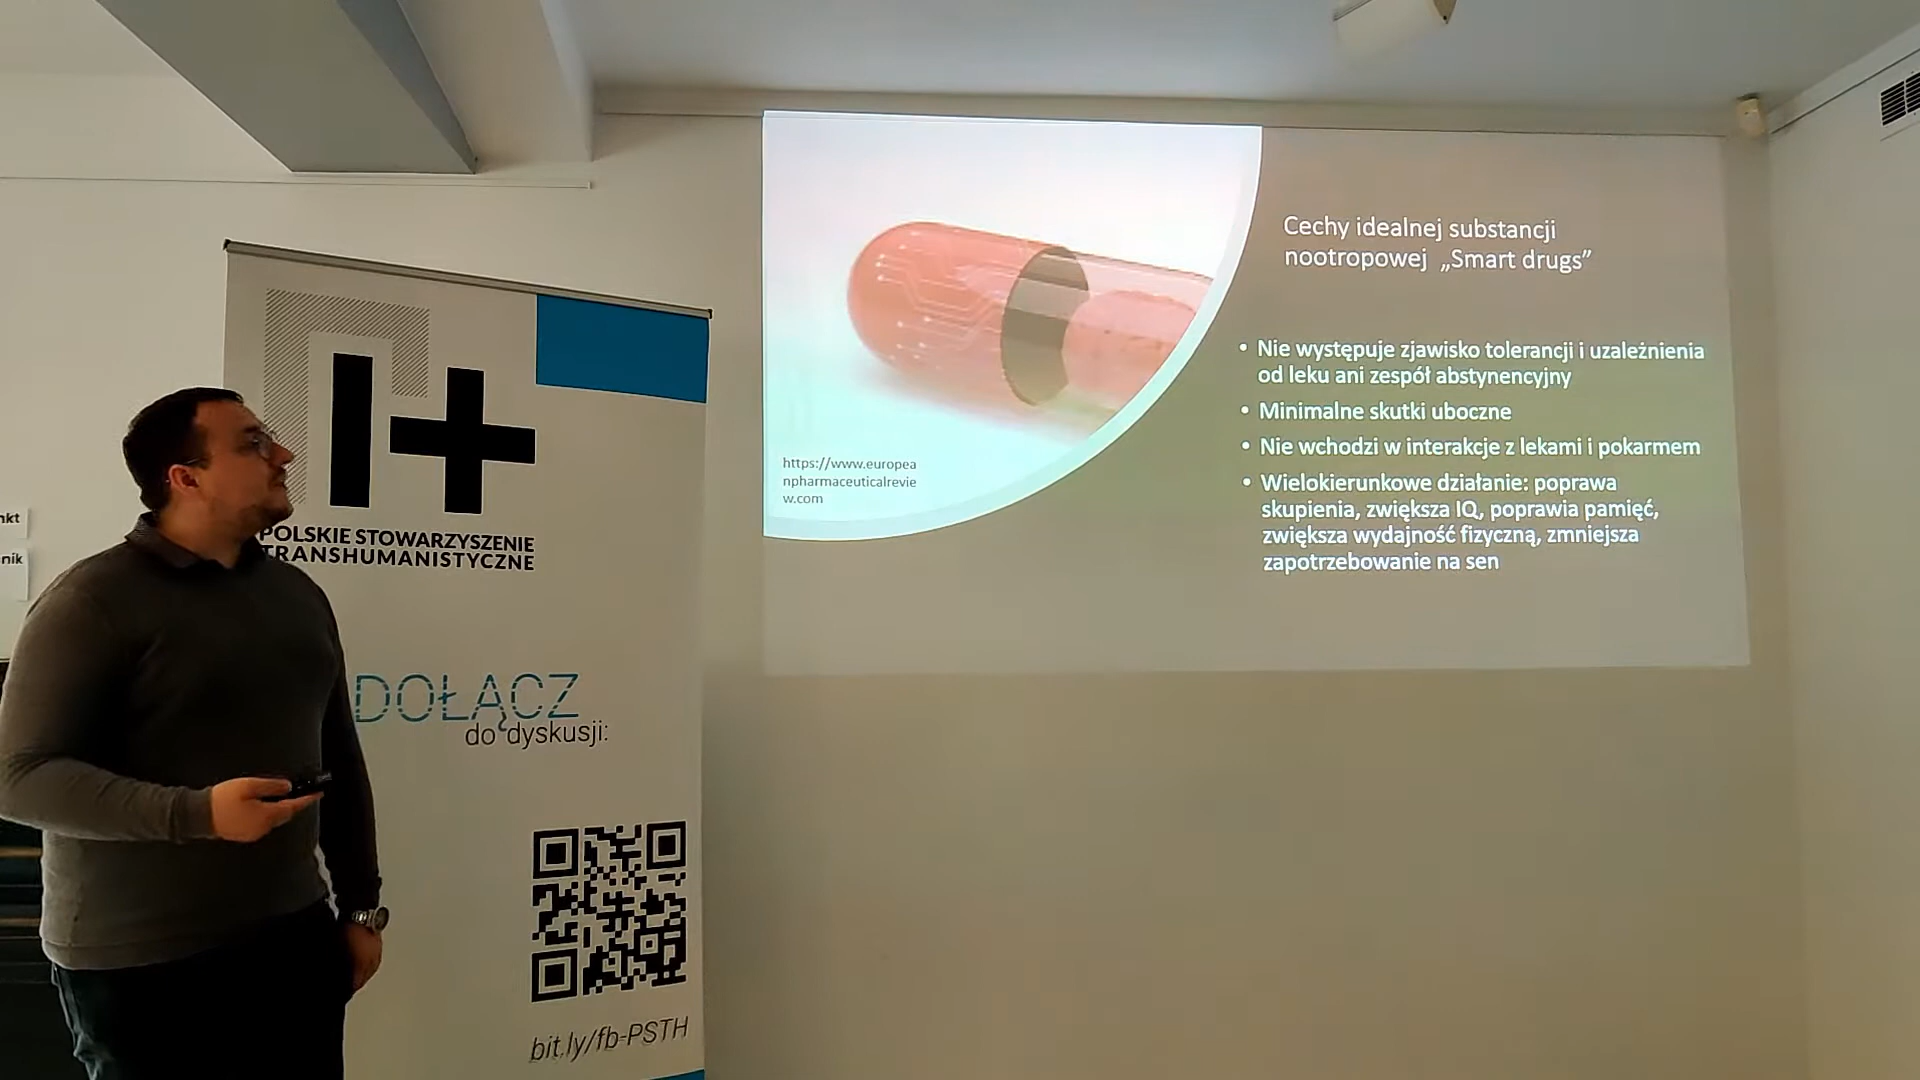 nkt
nik
POLSKIE STOWARZYSZENIE
TRANSHUMANISTYCZNE
DOŁĄCZ
do dyskusji:
bit.ly/fb-PSTH
https://www.europea
npharmaceuticalrevie
w.com
Cechy idealnej substancji
nootropowej „Smart drugs”
• Nie występuje zjawisko tolerancji i uzależnienia
od leku ani zespół abstynencyjny
• Minimalne skutki uboczne
• Nie wchodzi w interakcje z lekami i pokarmem
• Wielokierunkowe działanie: poprawa
skupienia, zwiększa IQ, poprawia pamięć,
zwiększa wydajność fizyczną, zmniejsza
zapotrzebowanie na sen